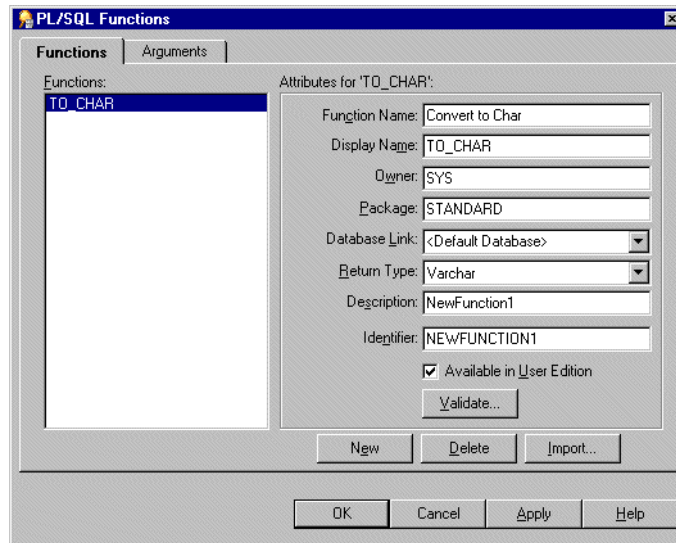 PL/SQL Functions
Functions Arguments
Functions: Attributes for 'TO_CHAR':
TO_CHAR
Function Name: Convert to Char
Display Name: TO_CHAR
Owner: SYS
Package: STANDARD
Database Link: <Default Database>
Return Type: Varchar
Description: NewFunction1
Identifier: NEWFUNCTION1
Available in User Edition
Validate...
New Delete Import...
OK Cancel Apply Help